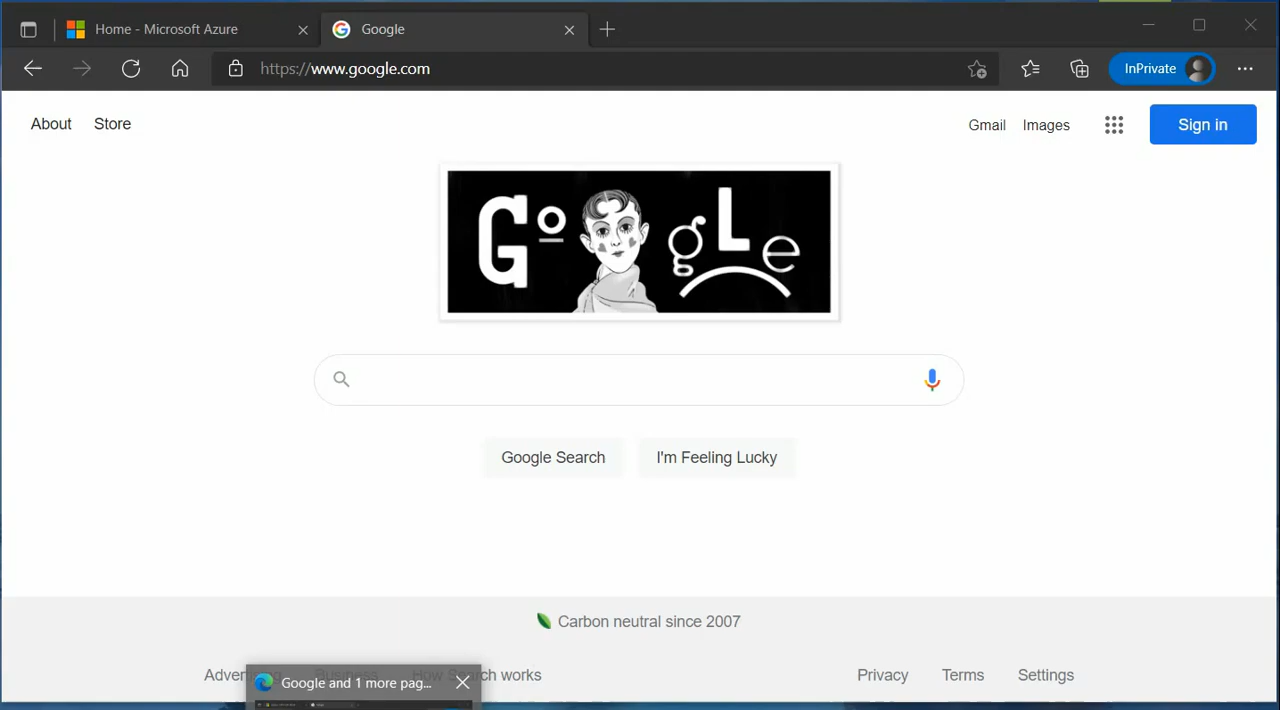 Home - Microsoft Azure
Google
https://www.google.com
InPrivate
About Store
Gmail Images
Sign in
GogLe
Google Search
I'm Feeling Lucky
Carbon neutral since 2007
Privacy Terms Settings
Google and 1 more pag...